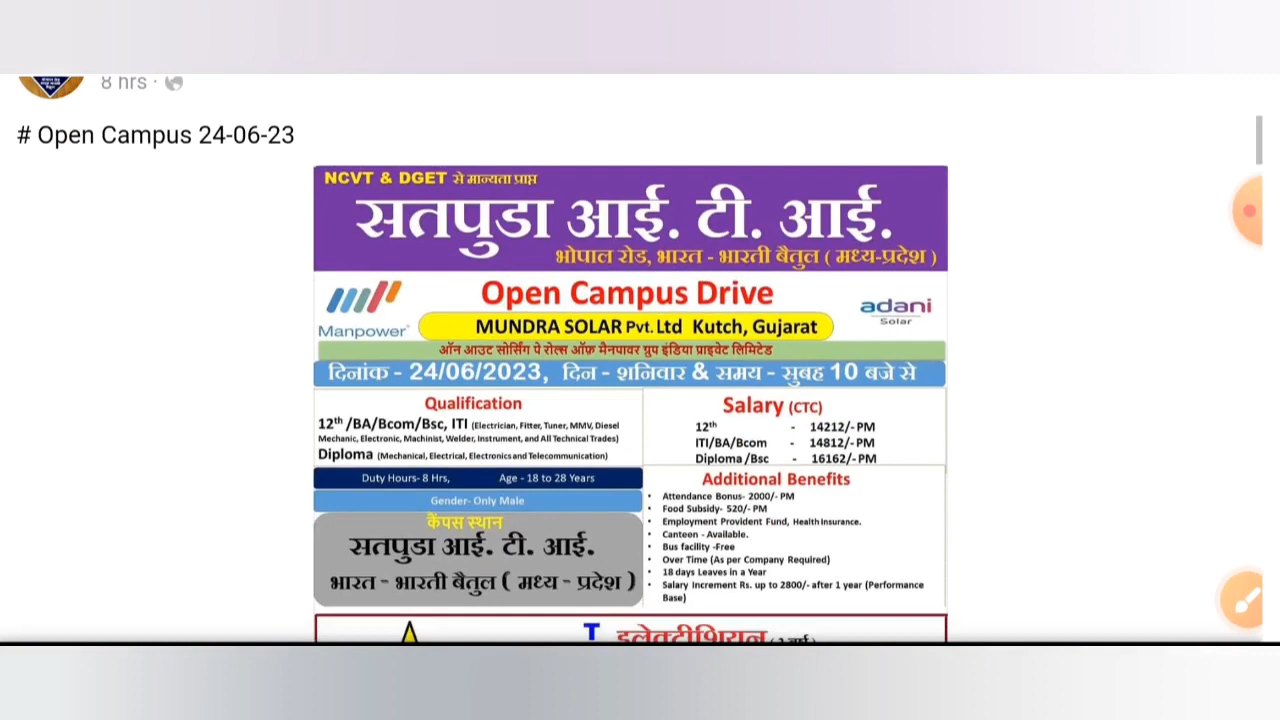 8 hrs ·
# Open Campus 24-06-23
NCVT & DGET से मान्यता प्राप्त
सतपुडा आई. टी. आई.
भोपाल रोड, भारत - भारती बैतुल ( मध्य-प्रदेश )
Open Campus Drive
Manpower
MUNDRA SOLAR Pvt. Ltd Kutch, Gujarat
adani
Solar
ऑन आउट सोर्सिंग पे रोल्स ऑफ़ मैनपावर ग्रुप इंडिया प्राइवेट लिमिटेड
दिनांक - 24/06/2023, दिन - शनिवार & समय - सुबह 10 बजे से
Qualification
12th /BA/Bcom/Bsc, ITI (Electrician, Fitter, Tuner, MMV, Diesel
Mechanic, Electronic, Machinist, Welder, Instrument, and All Technical Trades)
Diploma (Mechanical, Electrical, Electronics and Telecommunication)
Salary (CTC)
12th - 14212/- PM
ITI/BA/Bcom - 14812/- PM
Diploma /Bsc - 16162/- PM
Duty Hours- 8 Hrs, Age - 18 to 28 Years
Gender- Only Male
कैंपस स्थान
सतपुडा आई. टी. आई.
भारत - भारती बैतुल ( मध्य - प्रदेश )
Additional Benefits
• Attendance Bonus- 2000/- PM
• Food Subsidy- 520/- PM
• Employment Provident Fund, Health Insurance.
• Canteen - Available.
• Bus facility -Free
• Over Time (As per Company Required)
• 18 days Leaves in a Year
• Salary Increment Rs. up to 2800/- after 1 year (Performance
Base)
T इलेक्टीशियन